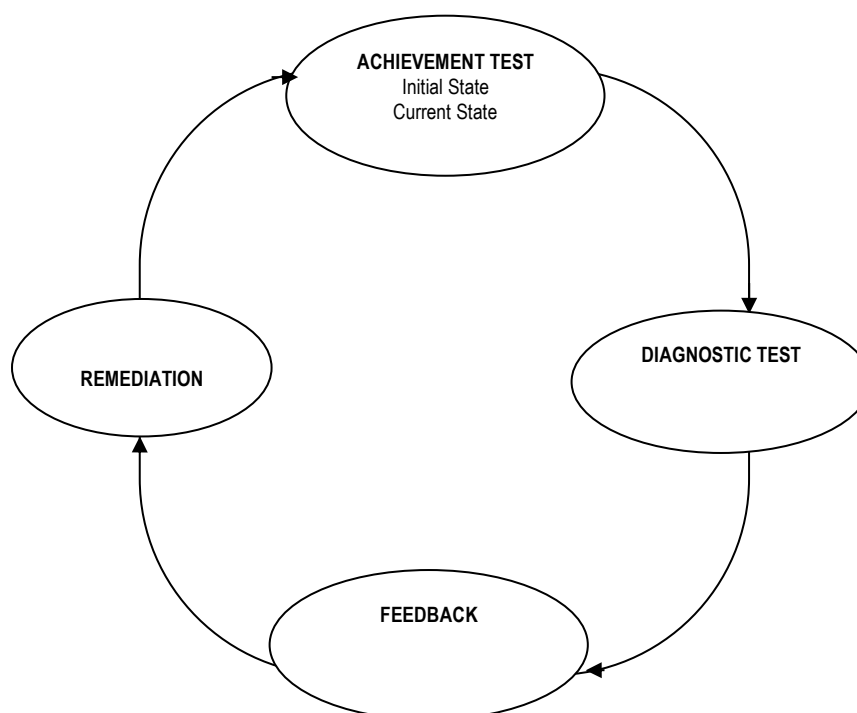 ACHIEVEMENT TEST
Initial State
Current State
DIAGNOSTIC TEST
REMEDIATION
FEEDBACK